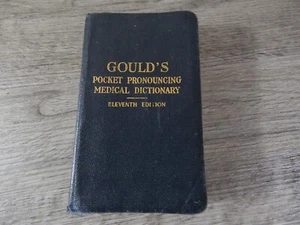 GOULD'S
POCKET PRONOUNCING
MEDICAL DICTIONARY
ELEVENTH EDITION